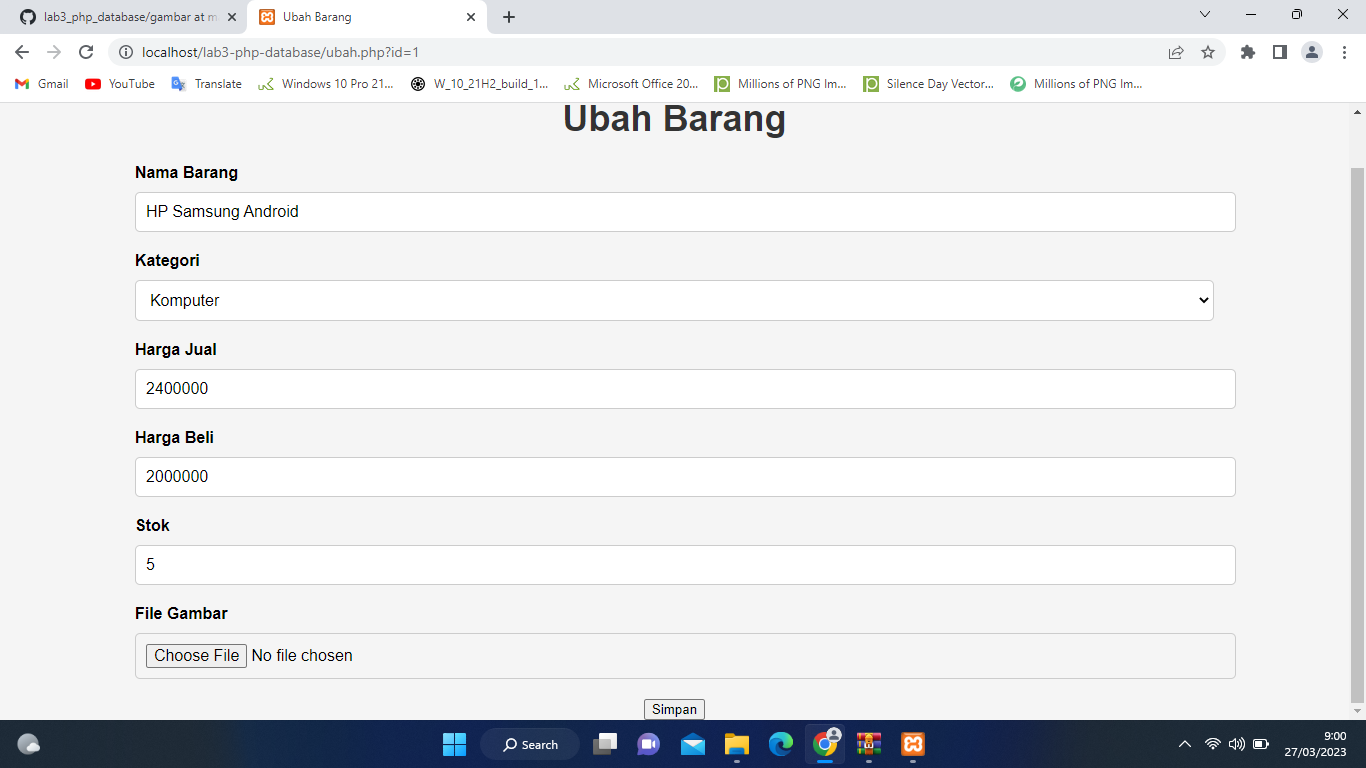 lab3_php_database/gambar at m
Ubah Barang
localhost/lab3-php-database/ubah.php?id=1
Gmail
YouTube
Translate
Windows 10 Pro 21...
W_10_21H2_build_1...
Microsoft Office 20...
Millions of PNG Im...
Silence Day Vector...
Millions of PNG Im...
Ubah Barang
Nama Barang
HP Samsung Android
Kategori
Komputer
Harga Jual
2400000
Harga Beli
2000000
Stok
5
File Gambar
Choose File No file chosen
Simpan
Search
9:00
27/03/2023